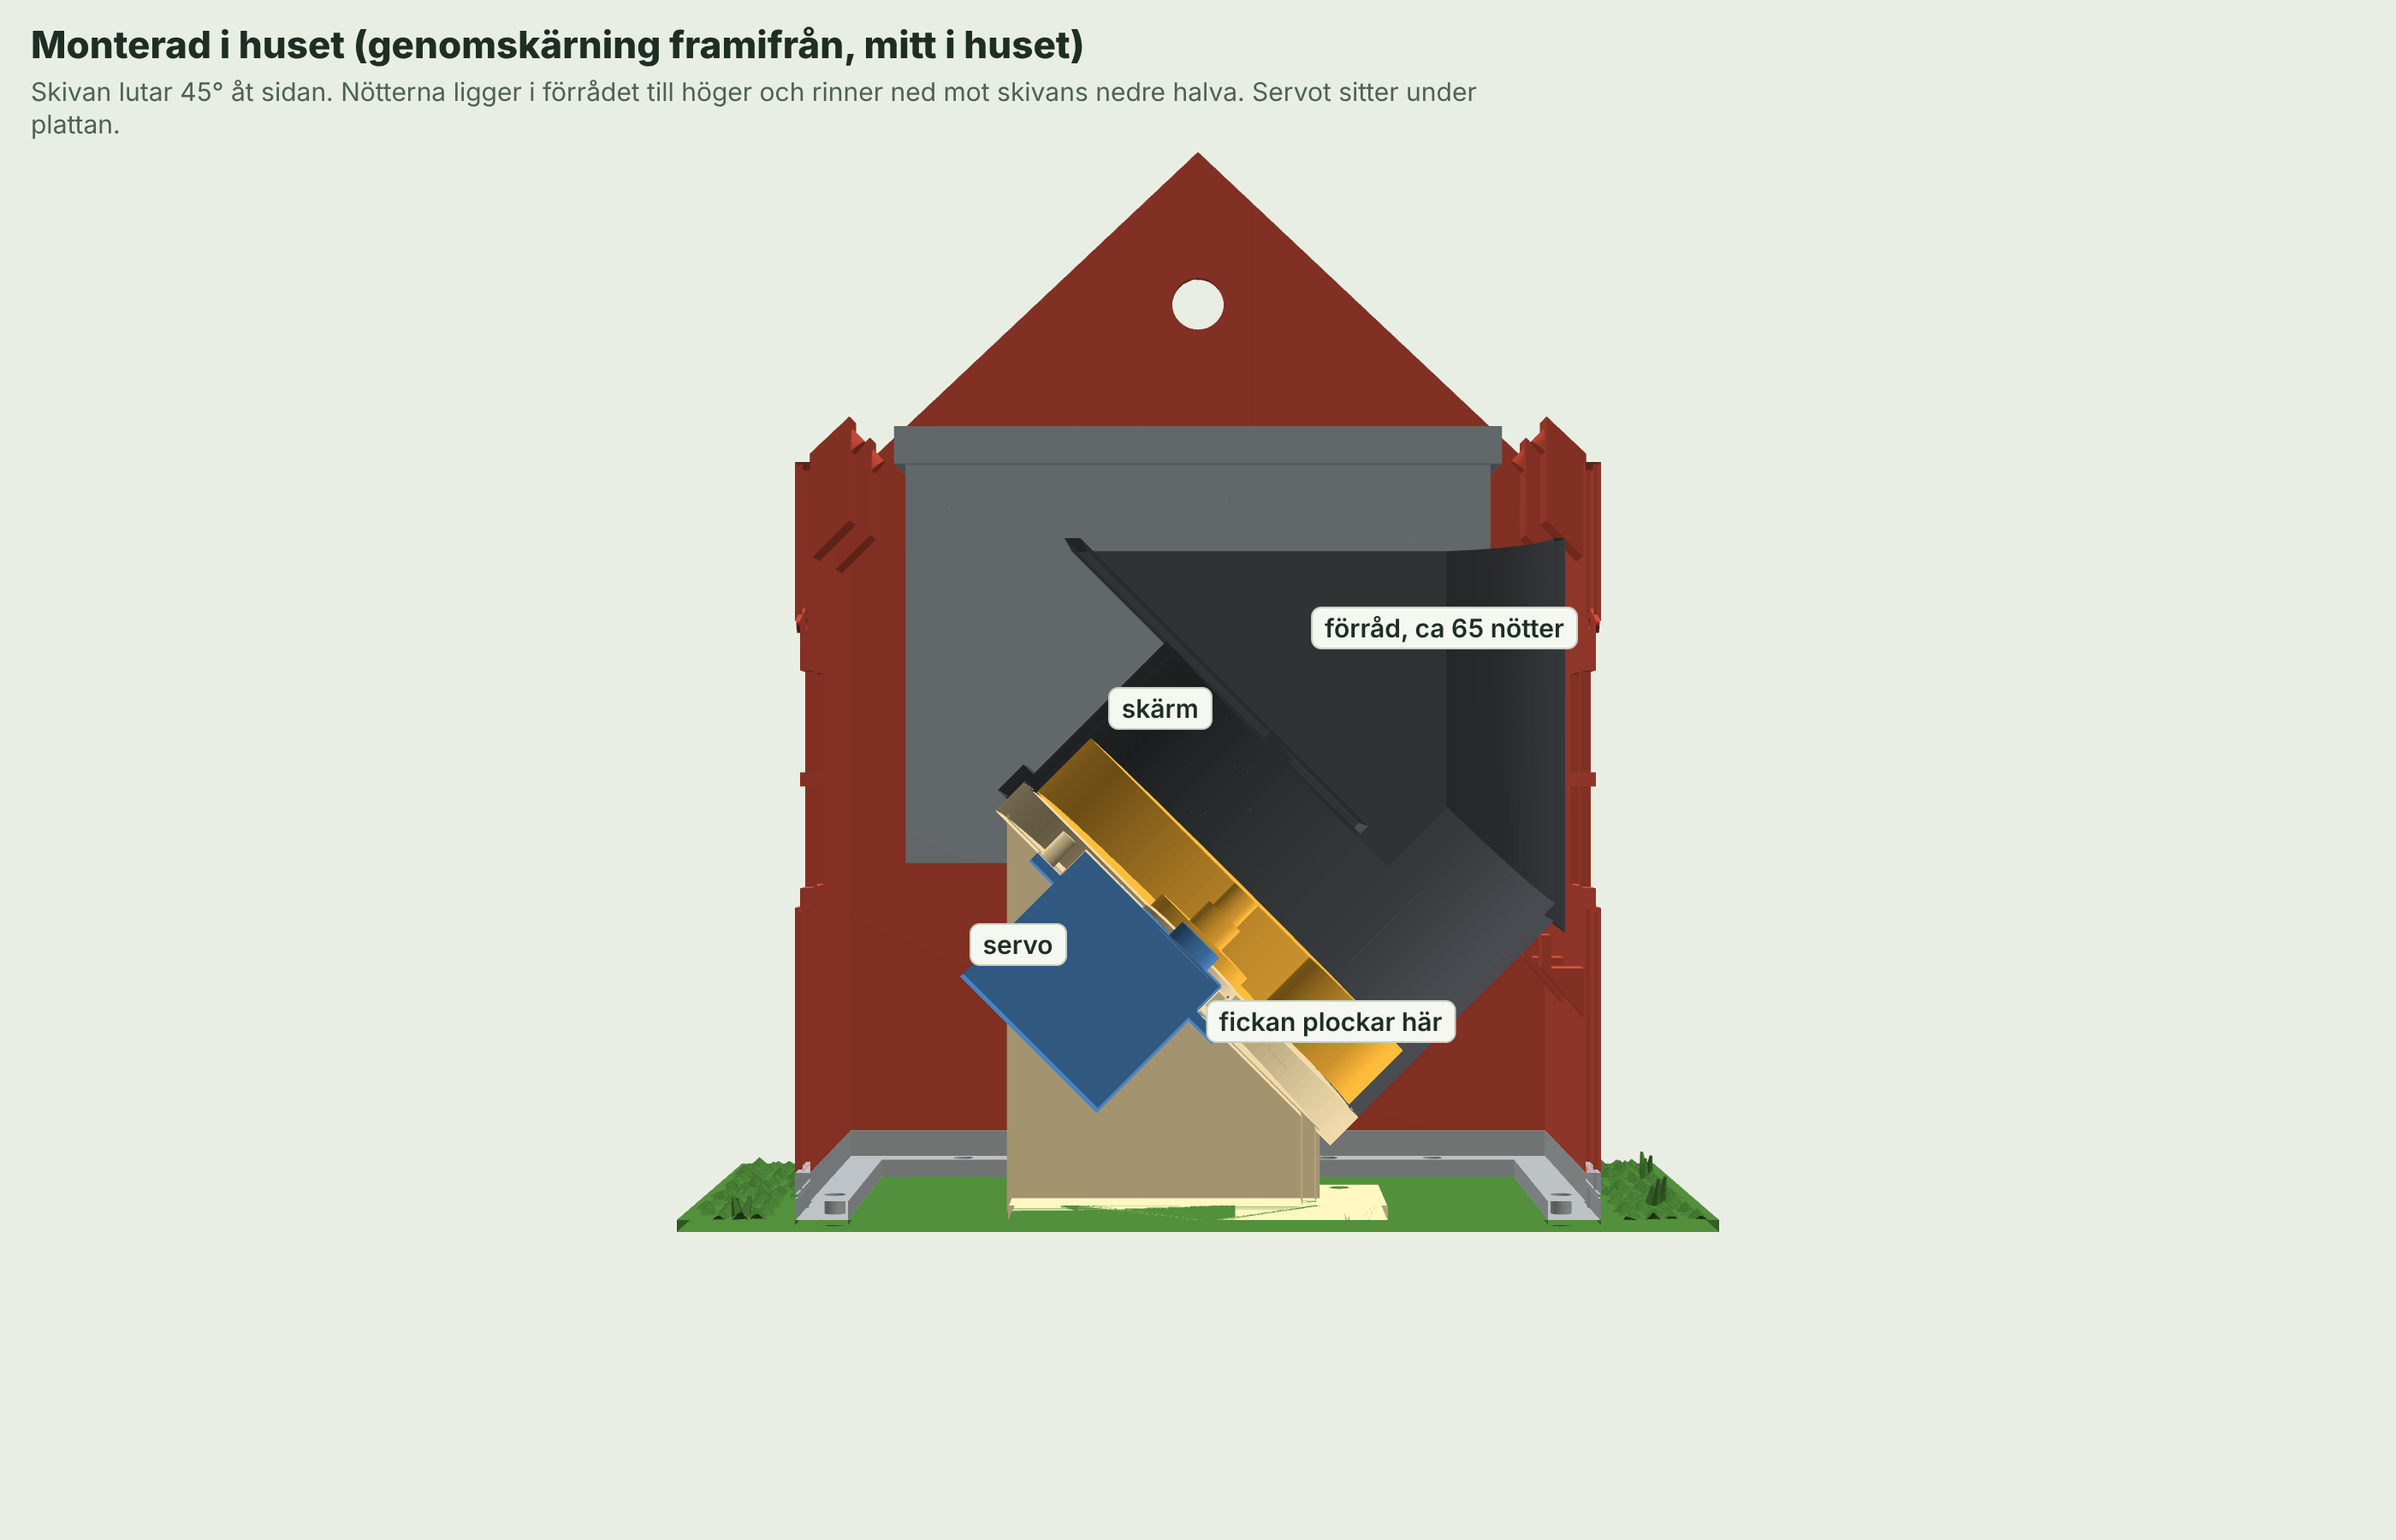 Monterad i huset (genomskärning framifrån, mitt i huset)
Skivan lutar 45° åt sidan. Nötterna ligger i förrådet till höger och rinner ned mot skivans nedre halva. Servot sitter under
plattan.
förråd, ca 65 nötter
skärm
servo
fickan plockar här